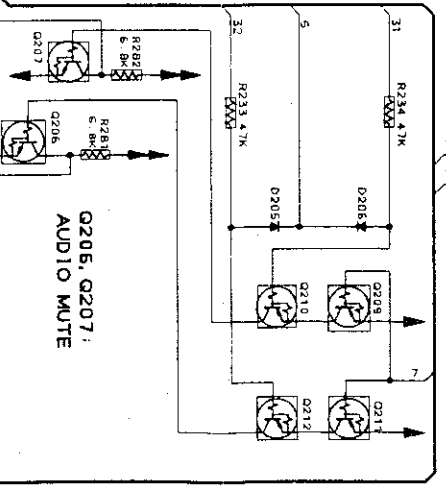 31
R234 4.7K
D206
Q209
7
Q211
5
32
R233 4.7K
D205
Q210
Q212
R282
6.8K
R281
6.8K
Q207
Q206
Q206, Q207:
AUDIO MUTE